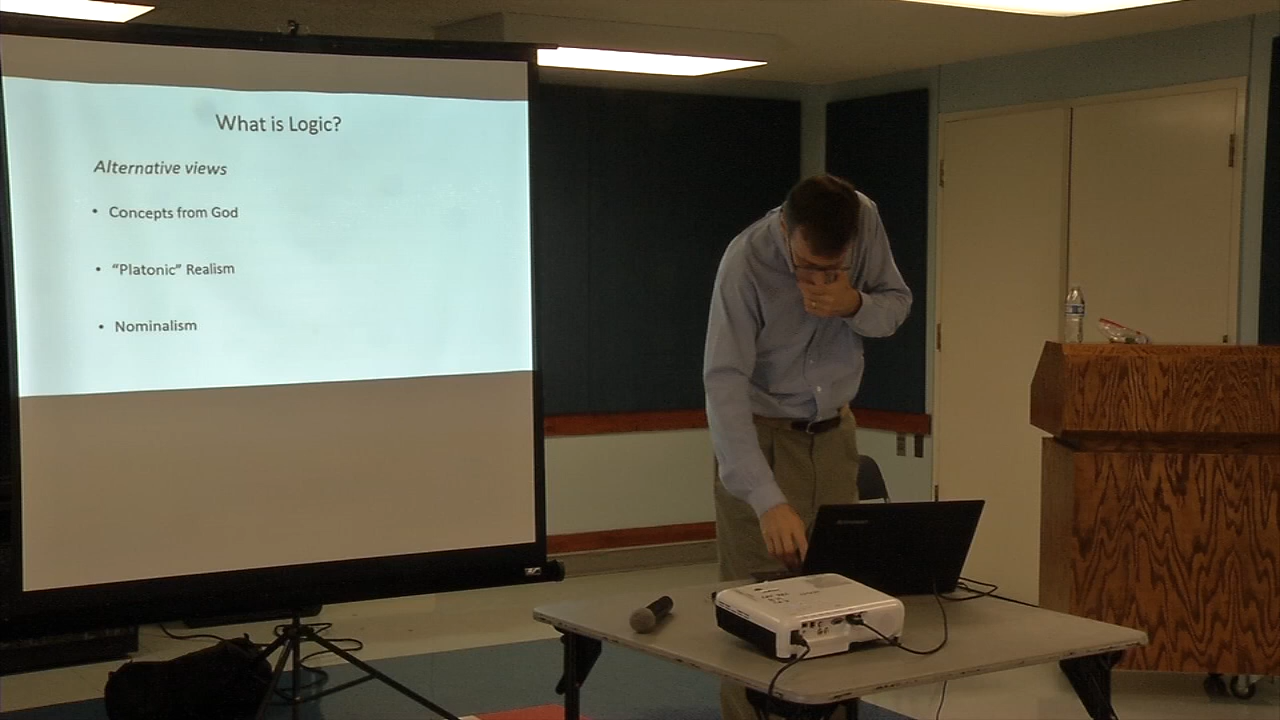 What is Logic?
Alternative views
• Concepts from God
• “Platonic” Realism
• Nominalism